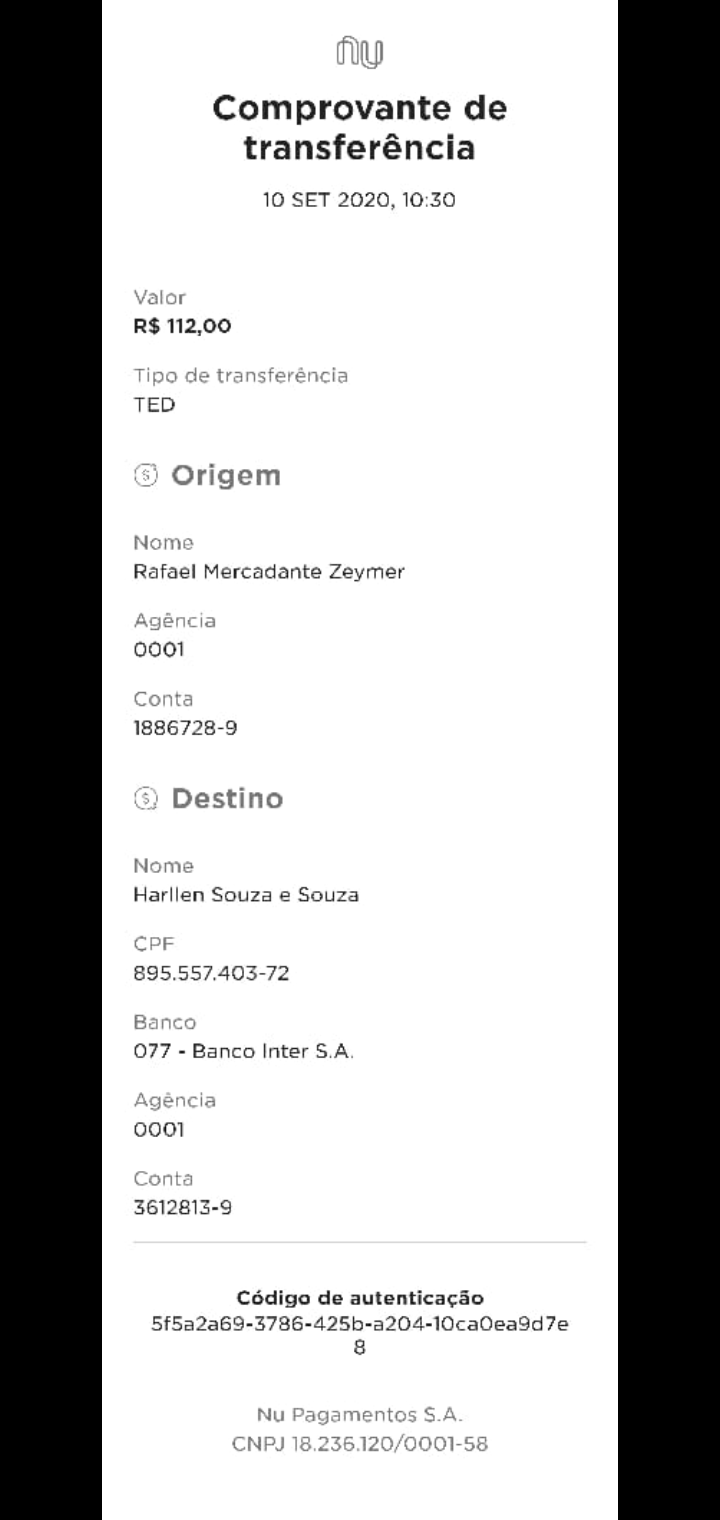 nu
Comprovante de
transferência
10 SET 2020, 10:30
Valor
R$ 112,00
Tipo de transferência
TED
Origem
Nome
Rafael Mercadante Zeymer
Agência
0001
Conta
1886728-9
Destino
Nome
Harllen Souza e Souza
CPF
895.557.403-72
Banco
077 - Banco Inter S.A.
Agência
0001
Conta
3612813-9
Código de autenticação
5f5a2a69-3786-425b-a204-10ca0ea9d7e
8
Nu Pagamentos S.A.
CNPJ 18.236.120/0001-58